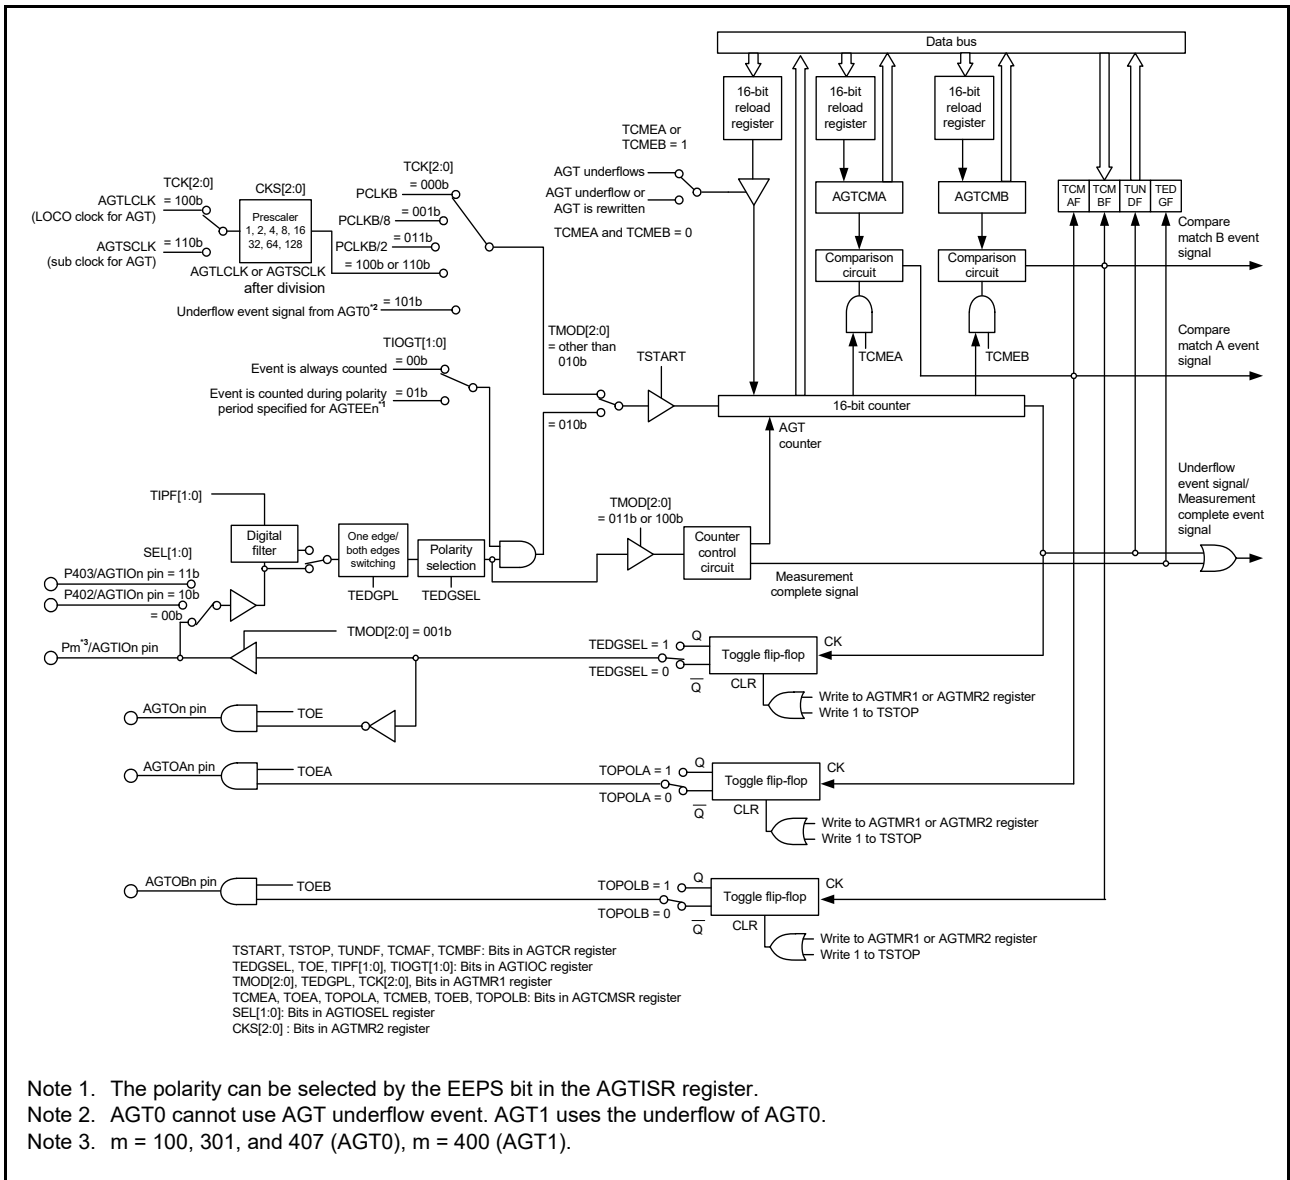 Data bus
16-bit
reload
register
16-bit
reload
register
16-bit
reload
register
TCMEA or
TCMEB = 1
AGT underflows
AGT underflow or
AGT is rewritten
TCMEA and TCMEB = 0
TCK[2:0]
= 000b
PCLKB
= 001b
PCLKB/8
= 011b
PCLKB/2
= 100b or 110b
TCK[2:0]
= 100b
AGTLCLK
(LOCO clock for AGT)
= 110b
AGTSCLK
(sub clock for AGT)
CKS[2:0]
Prescaler
1, 2, 4, 8, 16
32, 64, 128
AGTLCLK or AGTSCLK
after division
Underflow event signal from AGT0*2
= 101b
TIOGT[1:0]
= 00b
Event is always counted
Event is counted during polarity
period specified for AGTEEn*1
= 01b
TMOD[2:0]
= other than
010b
= 010b
TSTART
AGTCMA
AGTCMB
Comparison
circuit
Comparison
circuit
TCMEA
TCMEB
16-bit counter
AGT
counter
TCM
AF
TCM
BF
TUN
DF
TED
GF
Compare
match B event
signal
Compare
match A event
signal
Underflow
event signal/
Measurement
complete event
signal
TIPF[1:0]
Digital
filter
SEL[1:0]
One edge/
both edges
switching
TEDGPL
Polarity
selection
TEDGSEL
TMOD[2:0]
= 011b or 100b
Counter
control
circuit
Measurement
complete signal
P403/AGTIOn pin = 11b
P402/AGTIOn pin = 10b
= 00b
Pm*3/AGTIOn pin
TMOD[2:0] = 001b
TEDGSEL = 1
TEDGSEL = 0
Q
Q
Toggle flip-flop
CK
CLR
Write to AGTMR1 or AGTMR2 register
Write 1 to TSTOP
AGTOn pin
TOE
AGTOAn pin
TOEA
TOPOLA = 1
TOPOLA = 0
Q
Q
Toggle flip-flop
CK
CLR
Write to AGTMR1 or AGTMR2 register
Write 1 to TSTOP
AGTOBn pin
TOEB
TOPOLB = 1
TOPOLB = 0
Q
Q
Toggle flip-flop
CK
CLR
Write to AGTMR1 or AGTMR2 register
Write 1 to TSTOP
TSTART, TSTOP, TUNDF, TCMAF, TCMBF: Bits in AGTCR register
TEDGSEL, TOE, TIPF[1:0], TIOGT[1:0]: Bits in AGTIOC register
TMOD[2:0], TEDGPL, TCK[2:0], Bits in AGTMR1 register
TCMEA, TOEA, TOPOLA, TCMEB, TOEB, TOPOLB: Bits in AGTCMSR register
SEL[1:0]: Bits in AGTIOSEL register
CKS[2:0] : Bits in AGTMR2 register
Note 1. The polarity can be selected by the EEPS bit in the AGTISR register.
Note 2. AGT0 cannot use AGT underflow event. AGT1 uses the underflow of AGT0.
Note 3. m = 100, 301, and 407 (AGT0), m = 400 (AGT1).